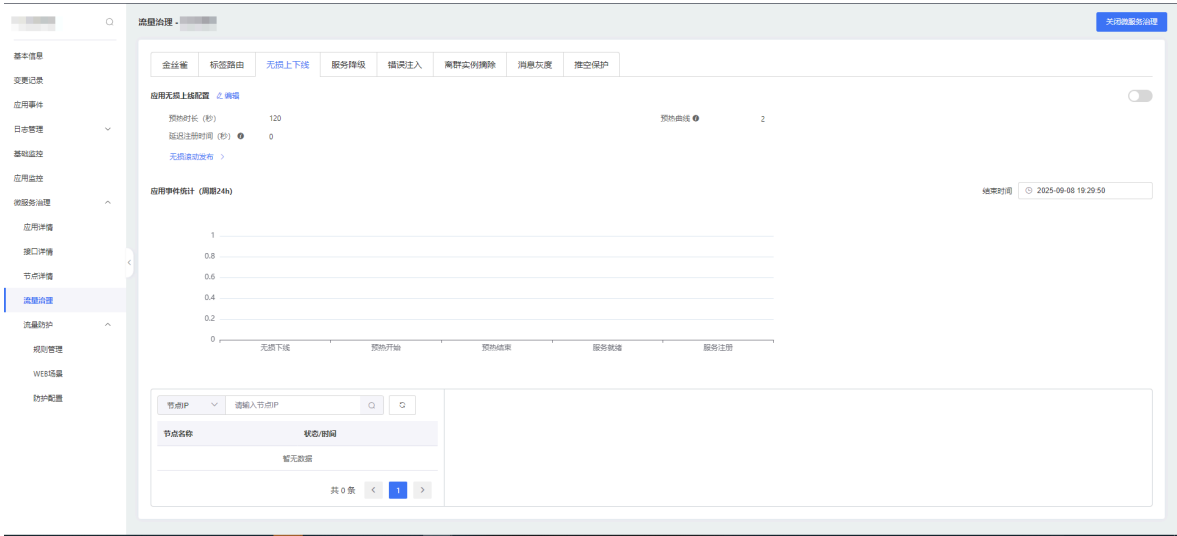 流量治理 -
关闭微服务治理
基本信息
变更记录
应用事件
日志管理
基础监控
应用监控
微服务治理
应用详情
接口详情
节点详情
流量治理
流量防护
规则管理
WEB场景
防护配置
金丝雀 标签路由 无损上下线 服务降级 错误注入 离群实例摘除 消息灰度 推空保护
应用无损上线配置 编辑
预热时长（秒） 120 预热曲线 2
延迟注册时间（秒） 0
无损滚动发布
应用事件统计（周期24h） 结束时间 2025-09-08 19:29:50
1
0.8
0.6
0.4
0.2
0
无损下线 预热开始 预热结束 服务就绪 服务注册
节点IP 请输入节点IP
节点名称 状态/时间
暂无数据
共 0 条 1